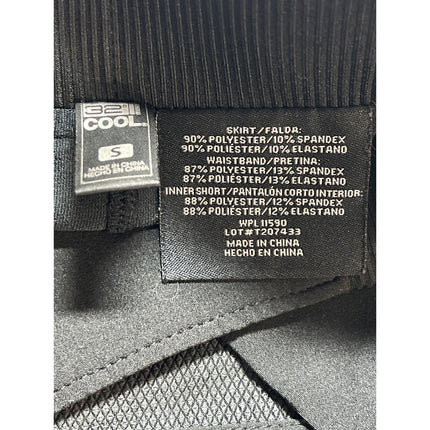 32
COOL.
S
MADE IN CHINA
HECHO EN CHINA
SKIRT/FALDA:
90% POLYESTER/10% SPANDEX
90% POLIÉSTER/10% ELASTANO
WAISTBAND/PRETINA:
87% POLYESTER/13% SPANDEX
87% POLIÉSTER/13% ELASTANO
INNER SHORT/PANTALÓN CORTO INTERIOR:
88% POLYESTER/12% SPANDEX
88% POLIÉSTER/12% ELASTANO
WPL 11590
LOT#T207433
MADE IN CHINA
HECHO EN CHINA